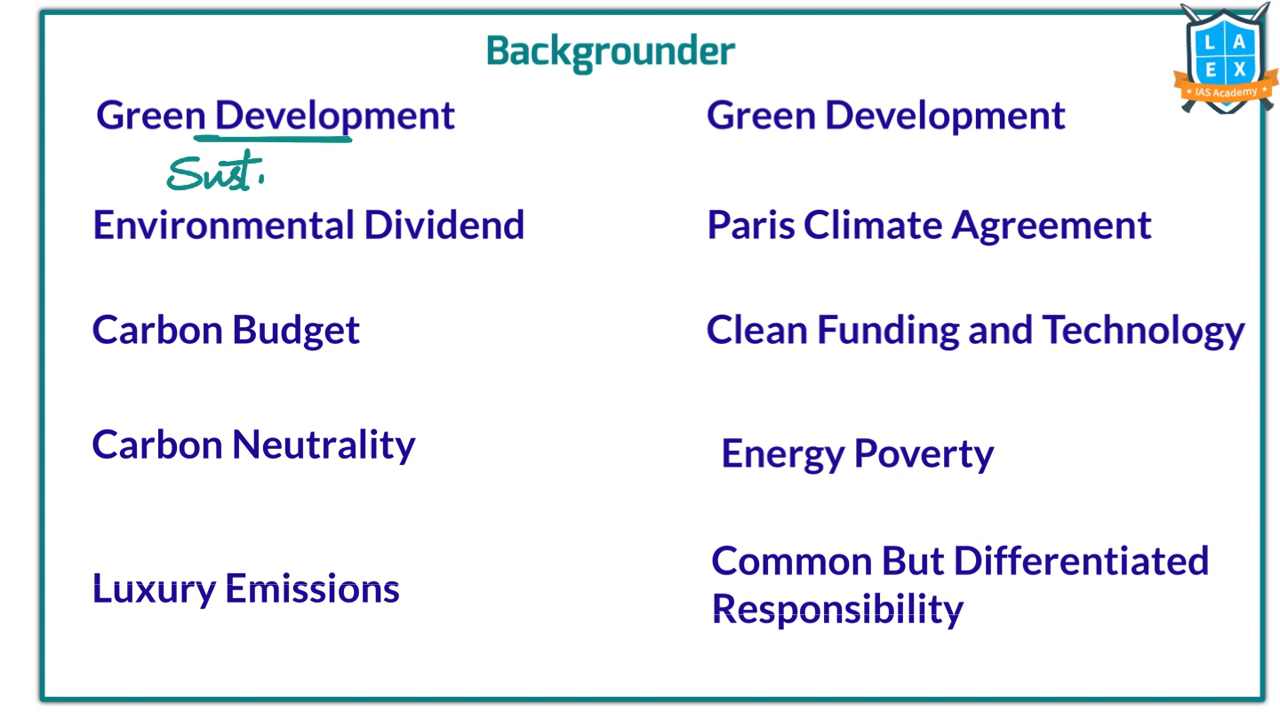 Backgrounder
L A
E X
IAS Academy
Green Development
Sust.
Environmental Dividend
Carbon Budget
Carbon Neutrality
Luxury Emissions
Green Development
Paris Climate Agreement
Clean Funding and Technology
Energy Poverty
Common But Differentiated
Responsibility